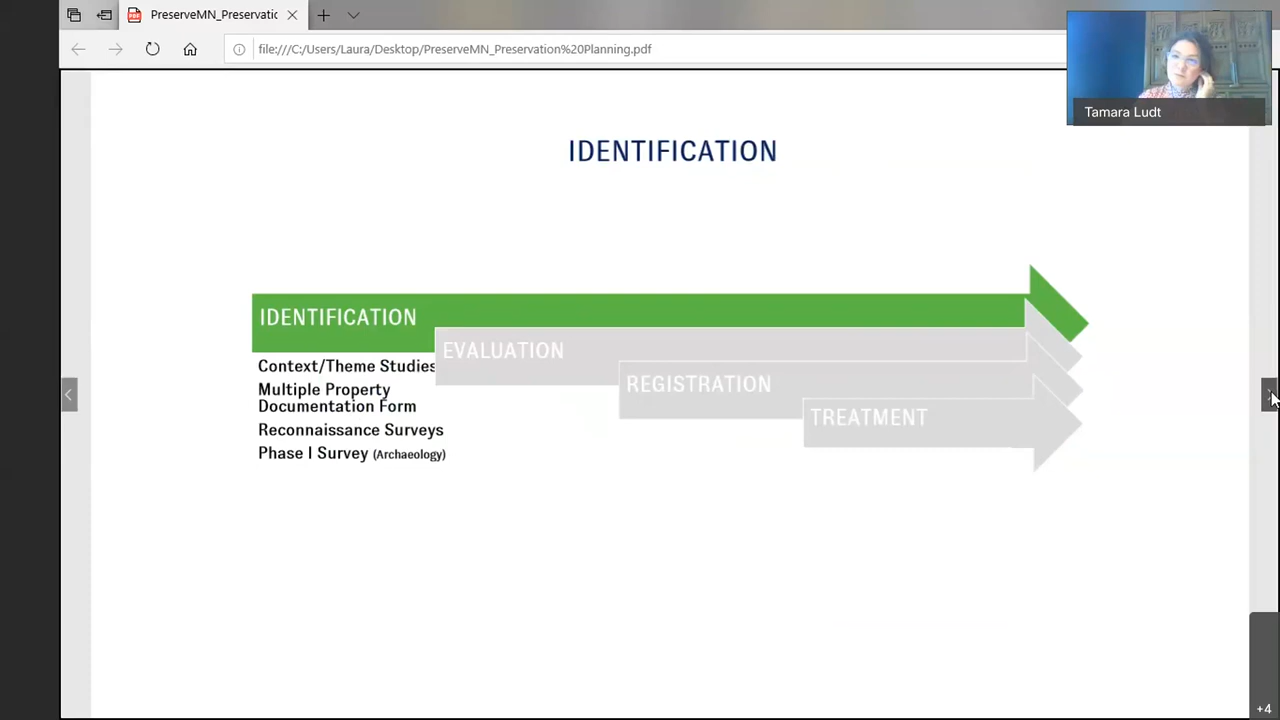 PreserveMN_Preservatic
file:///C:/Users/Laura/Desktop/PreserveMN_Preservation%20Planning.pdf
Tamara Ludt
IDENTIFICATION
IDENTIFICATION
EVALUATION
REGISTRATION
TREATMENT
Context/Theme Studies
Multiple Property
Documentation Form
Reconnaissance Surveys
Phase I Survey (Archaeology)
+4